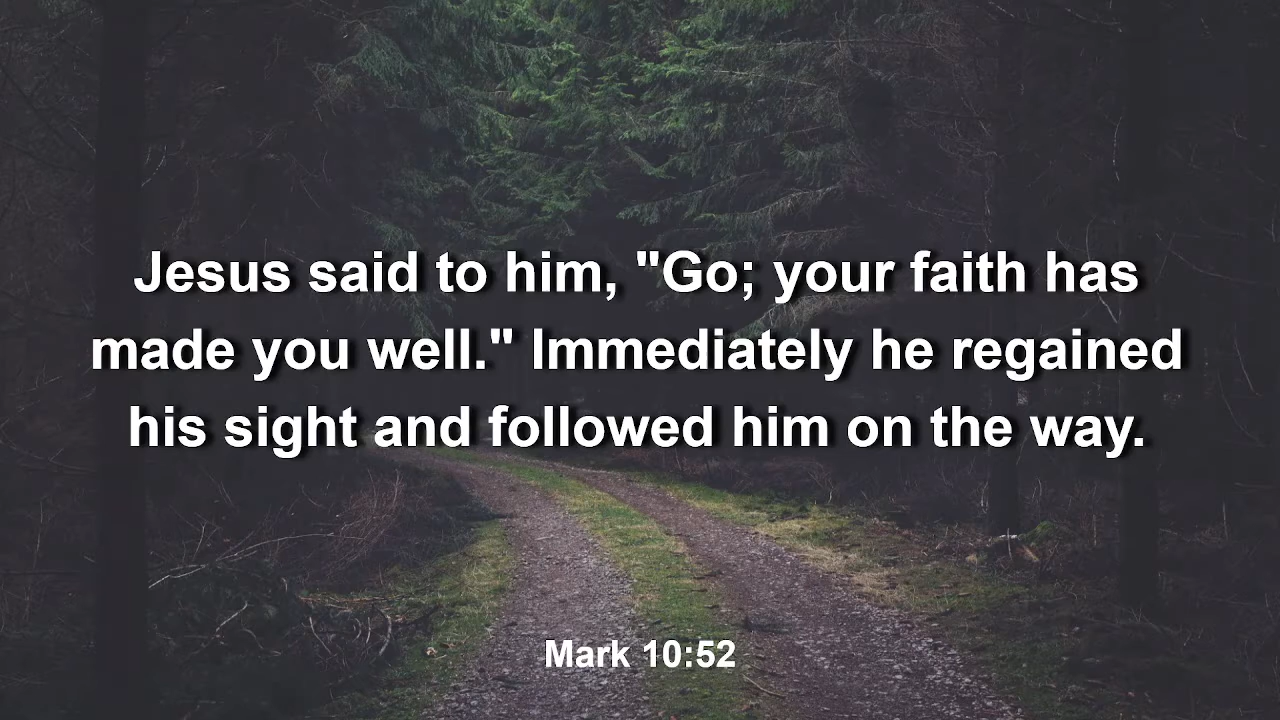 Jesus said to him, "Go; your faith has
made you well." Immediately he regained
his sight and followed him on the way.
Mark 10:52